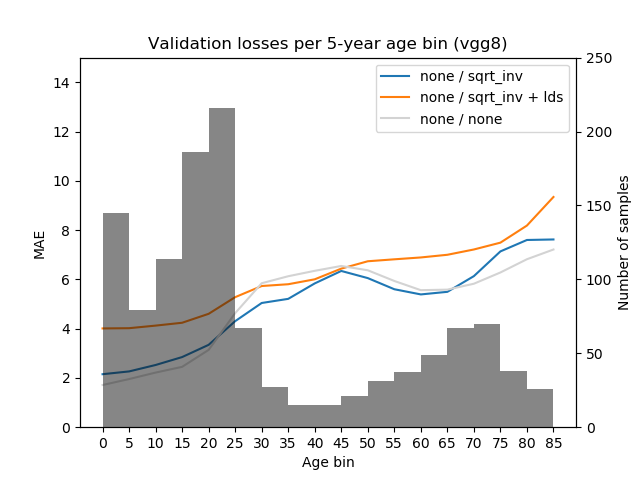 Validation losses per 5-year age bin (vgg8)
none / sqrt_inv
none / sqrt_inv + lds
none / none
MAE
14
12
10
8
6
4
2
0
250
200
150
100
50
0
Number of samples
0 5 10 15 20 25 30 35 40 45 50 55 60 65 70 75 80 85
Age bin